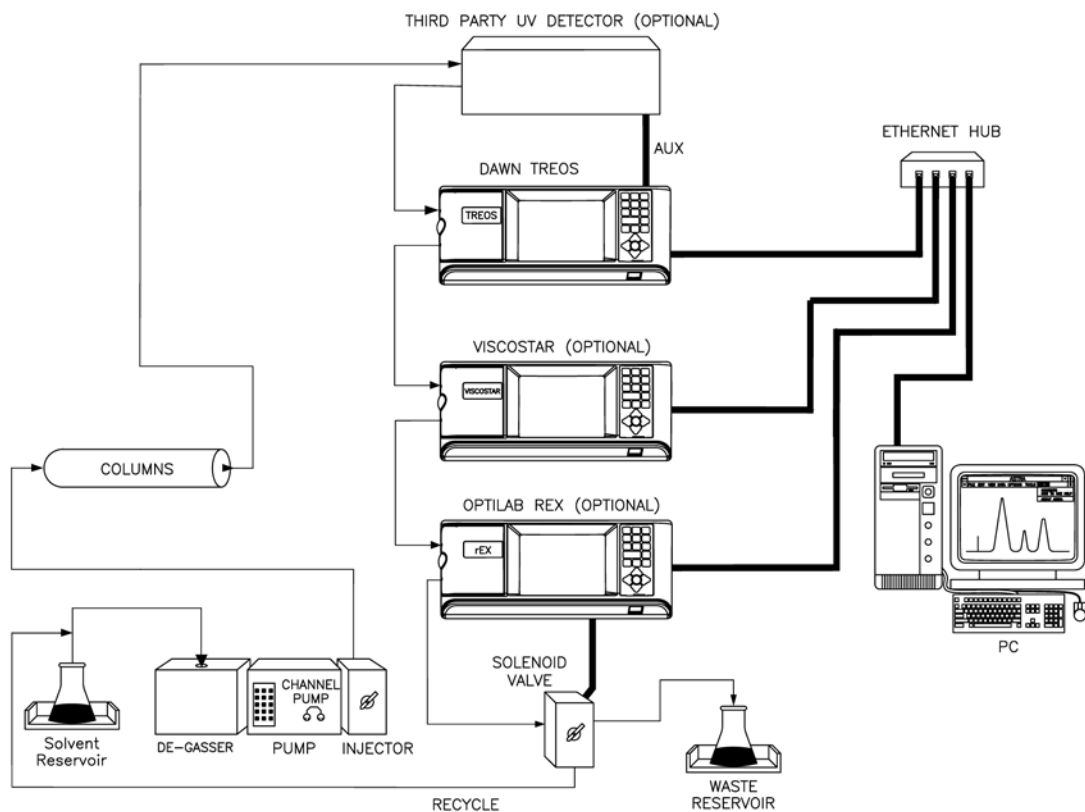 THIRD PARTY UV DETECTOR (OPTIONAL)
ETHERNET HUB
AUX
DAWN TREOS
TREOS
VISCOSTAR (OPTIONAL)
VISCOSTAR
COLUMNS
OPTILAB REX (OPTIONAL)
rEX
PC
SOLENOID
VALVE
CHANNEL
PUMP
Solvent
Reservoir
DE-GASSER
PUMP
INJECTOR
WASTE
RESERVOIR
RECYCLE